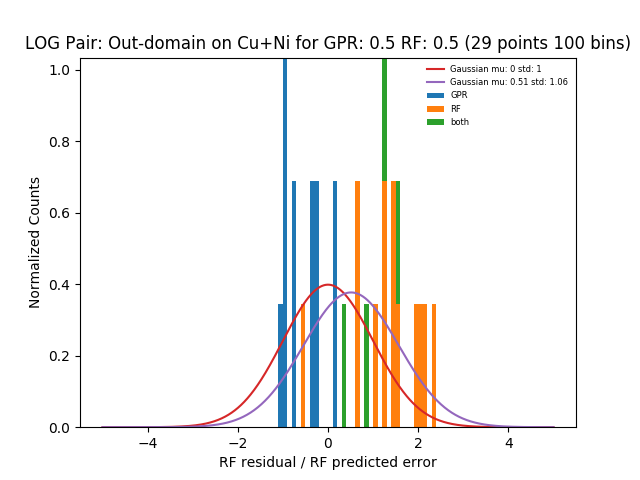 LOG Pair: Out-domain on Cu+Ni for GPR: 0.5 RF: 0.5 (29 points 100 bins)
Gaussian mu: 0 std: 1
Gaussian mu: 0.51 std: 1.06
GPR
RF
both
Normalized Counts
1.0
0.8
0.6
0.4
0.2
0.0
−4
−2
0
2
4
RF residual / RF predicted error